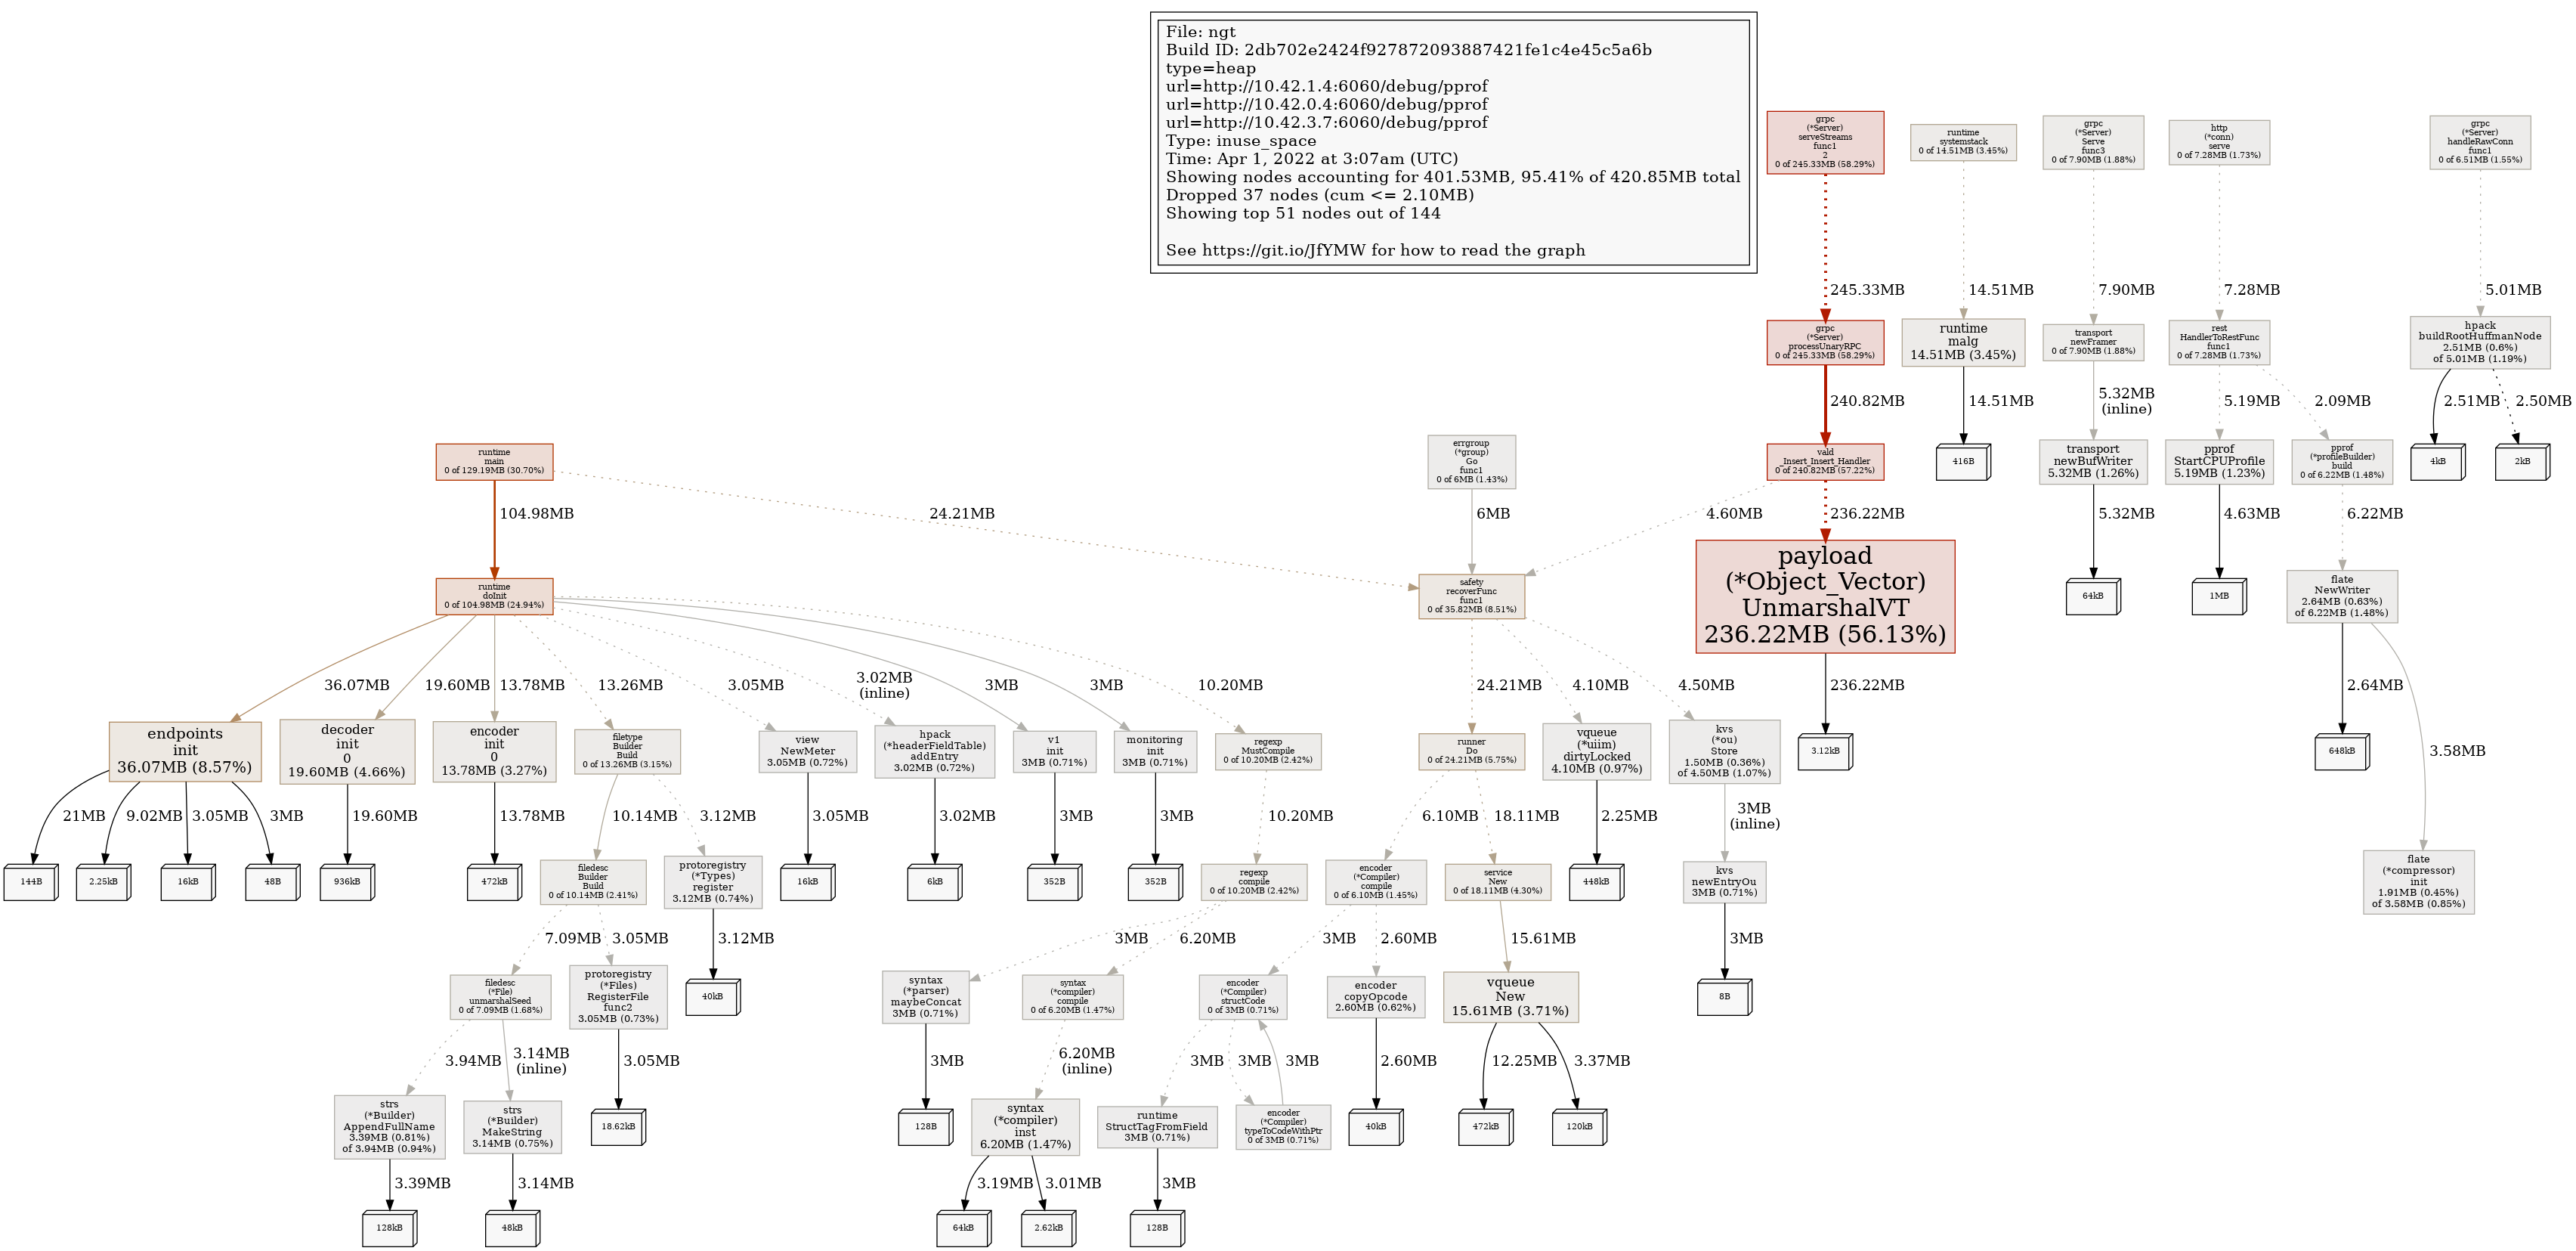 File: ngt
Build ID: 2db702e2424f927872093887421fe1c4e45c5a6b
type=heap
url=http://10.42.1.4:6060/debug/pprof
url=http://10.42.0.4:6060/debug/pprof
url=http://10.42.3.7:6060/debug/pprof
Type: inuse_space
Time: Apr 1, 2022 at 3:07am (UTC)
Showing nodes accounting for 401.53MB, 95.41% of 420.85MB total
Dropped 37 nodes (cum <= 2.10MB)
Showing top 51 nodes out of 144
See https://git.io/JfYMW for how to read the graph
grpc
(*Server)
serveStreams
func1
2
0 of 245.33MB (58.29%)
runtime
systemstack
0 of 14.51MB (3.45%)
grpc
(*Server)
Serve
func3
0 of 7.90MB (1.88%)
http
(*conn)
serve
0 of 7.28MB (1.73%)
grpc
(*Server)
handleRawConn
func1
0 of 6.51MB (1.55%)
245.33MB
14.51MB
7.90MB
7.28MB
5.01MB
grpc
(*Server)
processUnaryRPC
0 of 245.33MB (58.29%)
runtime
malg
14.51MB (3.45%)
transport
newFramer
0 of 7.90MB (1.88%)
rest
HandlerToRestFunc
func1
0 of 7.28MB (1.73%)
hpack
buildRootHuffmanNode
2.51MB (0.6%)
of 5.01MB (1.19%)
240.82MB
14.51MB
5.32MB
(inline)
5.19MB
2.09MB
2.51MB
2.50MB
runtime
main
0 of 129.19MB (30.70%)
errgroup
(*group)
Go
func1
0 of 6MB (1.43%)
vald
_Insert_Insert_Handler
0 of 240.82MB (57.22%)
416B
transport
newBufWriter
5.32MB (1.26%)
pprof
StartCPUProfile
5.19MB (1.23%)
pprof
(*profileBuilder)
build
0 of 6.22MB (1.48%)
4kB
2kB
104.98MB
24.21MB
6MB
4.60MB
236.22MB
5.32MB
4.63MB
6.22MB
runtime
doInit
0 of 104.98MB (24.94%)
safety
recoverFunc
func1
0 of 35.82MB (8.51%)
payload
(*Object_Vector)
UnmarshalVT
236.22MB (56.13%)
64kB
1MB
flate
NewWriter
2.64MB (0.63%)
of 6.22MB (1.48%)
36.07MB
19.60MB
13.78MB
13.26MB
3.05MB
3.02MB
(inline)
3MB
3MB
10.20MB
24.21MB
4.10MB
4.50MB
236.22MB
2.64MB
3.58MB
endpoints
init
36.07MB (8.57%)
decoder
init
0
19.60MB (4.66%)
encoder
init
0
13.78MB (3.27%)
filetype
Builder
Build
0 of 13.26MB (3.15%)
view
NewMeter
3.05MB (0.72%)
hpack
(*headerFieldTable)
addEntry
3.02MB (0.72%)
v1
init
3MB (0.71%)
monitoring
init
3MB (0.71%)
regexp
MustCompile
0 of 10.20MB (2.42%)
runner
Do
0 of 24.21MB (5.75%)
vqueue
(*uiim)
dirtyLocked
4.10MB (0.97%)
kvs
(*ou)
Store
1.50MB (0.36%)
of 4.50MB (1.07%)
3.12kB
648kB
21MB
9.02MB
3.05MB
3MB
19.60MB
13.78MB
10.14MB
3.12MB
3.05MB
3.02MB
3MB
3MB
10.20MB
6.10MB
18.11MB
2.25MB
3MB
(inline)
144B
2.25kB
16kB
48B
936kB
472kB
filedesc
Builder
Build
0 of 10.14MB (2.41%)
protoregistry
(*Types)
register
3.12MB (0.74%)
16kB
6kB
352B
352B
regexp
compile
0 of 10.20MB (2.42%)
encoder
(*Compiler)
compile
0 of 6.10MB (1.45%)
service
New
0 of 18.11MB (4.30%)
448kB
kvs
newEntryOu
3MB (0.71%)
flate
(*compressor)
init
1.91MB (0.45%)
of 3.58MB (0.85%)
7.09MB
3.05MB
3.12MB
3MB
6.20MB
3MB
2.60MB
15.61MB
3MB
filedesc
(*File)
unmarshalSeed
0 of 7.09MB (1.68%)
protoregistry
(*Files)
RegisterFile
func2
3.05MB (0.73%)
40kB
syntax
(*parser)
maybeConcat
3MB (0.71%)
syntax
(*compiler)
compile
0 of 6.20MB (1.47%)
encoder
(*Compiler)
structCode
0 of 3MB (0.71%)
encoder
copyOpcode
2.60MB (0.62%)
vqueue
New
15.61MB (3.71%)
8B
3.94MB
3.14MB
(inline)
3.05MB
3MB
6.20MB
(inline)
3MB
3MB
3MB
2.60MB
12.25MB
3.37MB
strs
(*Builder)
AppendFullName
3.39MB (0.81%)
of 3.94MB (0.94%)
strs
(*Builder)
MakeString
3.14MB (0.75%)
18.62kB
128B
syntax
(*compiler)
inst
6.20MB (1.47%)
runtime
StructTagFromField
3MB (0.71%)
encoder
(*Compiler)
typeToCodeWithPtr
0 of 3MB (0.71%)
40kB
472kB
120kB
3.39MB
3.14MB
3.19MB
3.01MB
3MB
128kB
48kB
64kB
2.62kB
128B